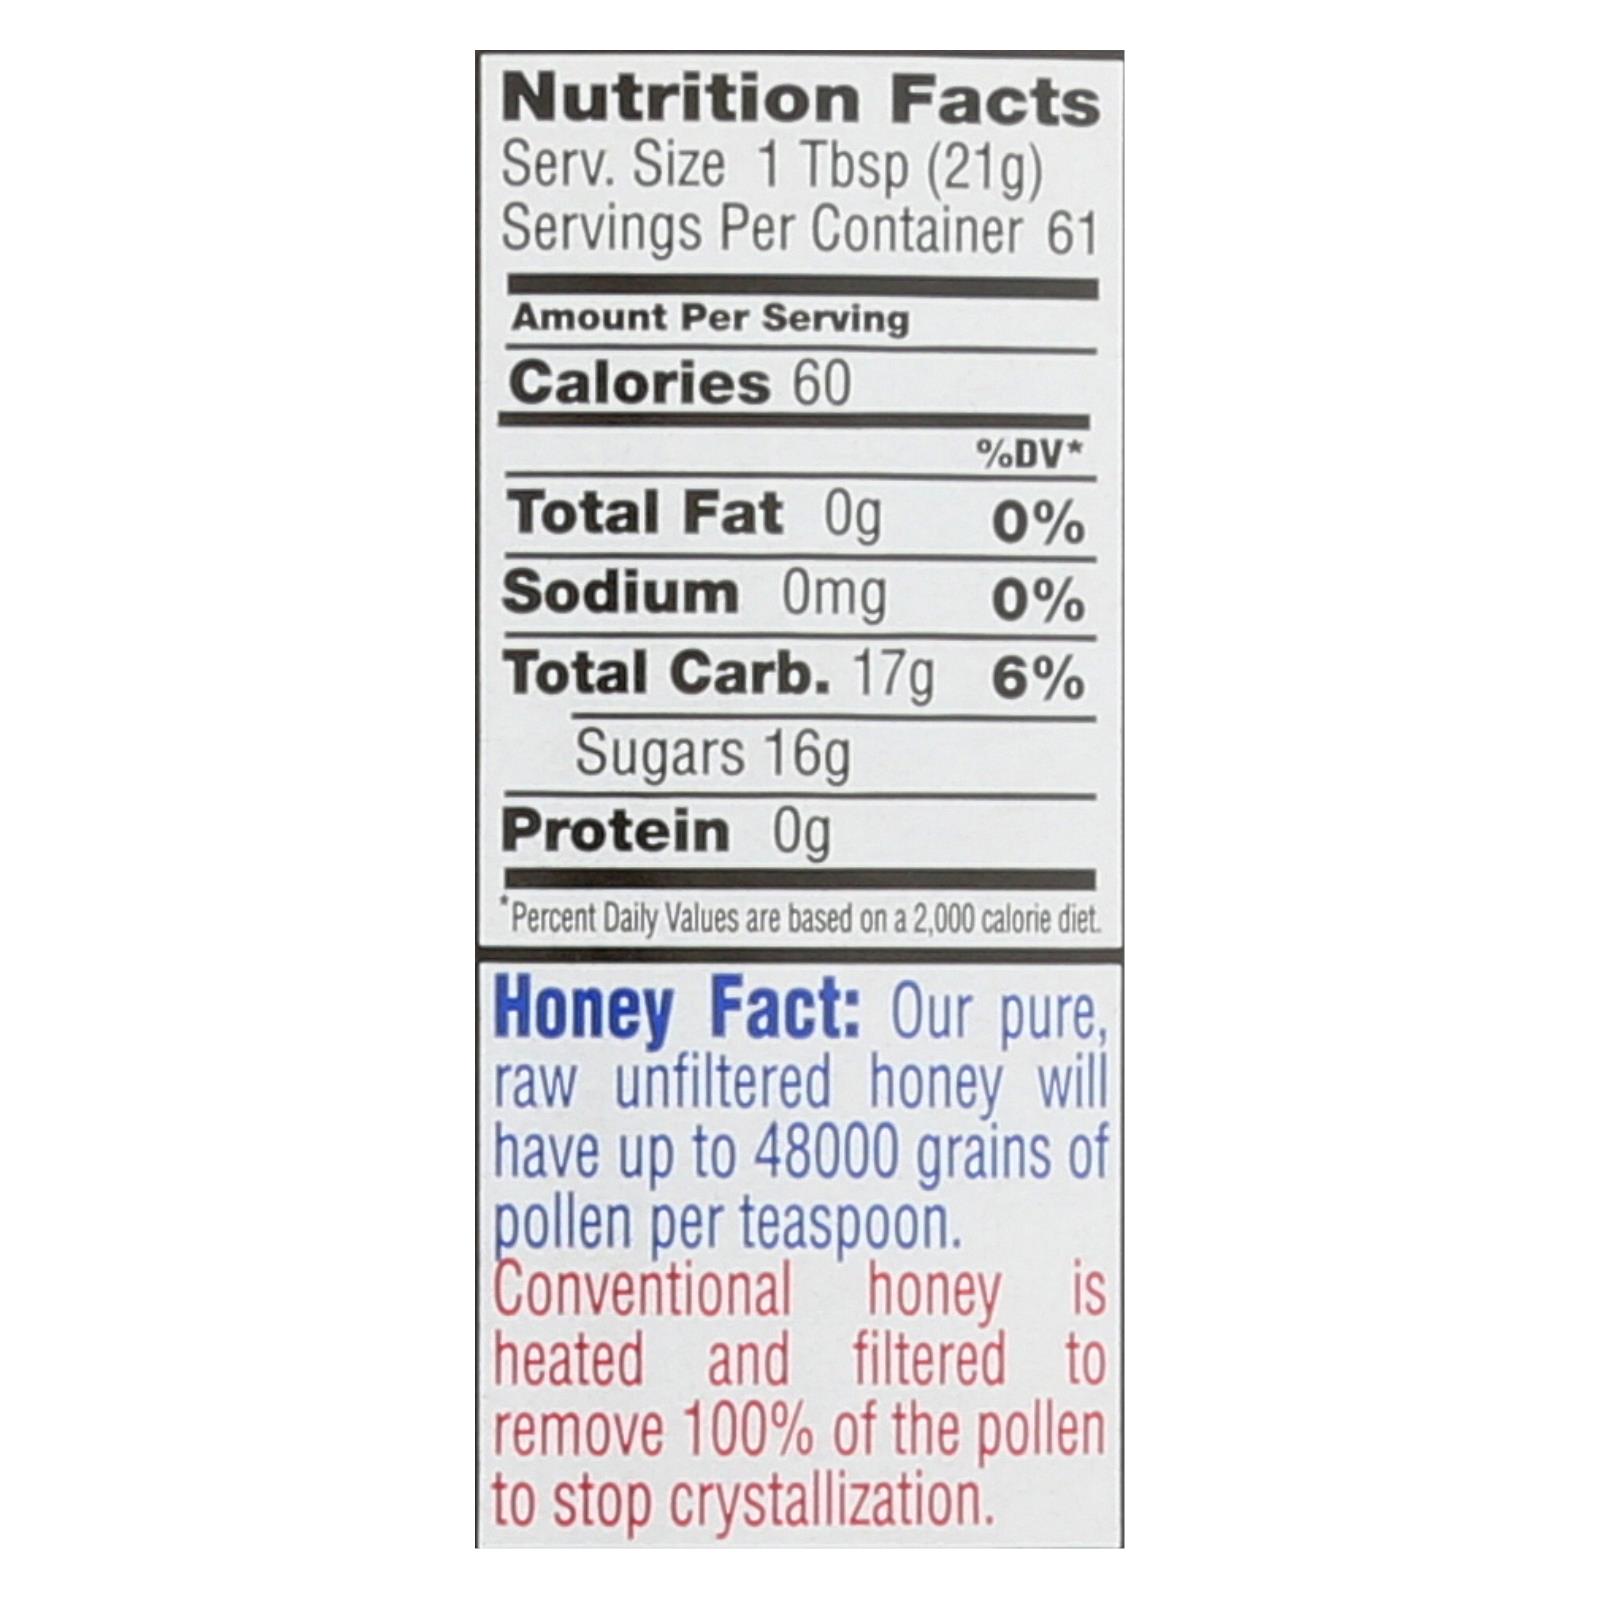 Nutrition Facts
Serv. Size 1 Tbsp (21g)
Servings Per Container 61
Amount Per Serving
Calories 60
%DV*
Total Fat 0g 0%
Sodium 0mg 0%
Total Carb. 17g 6%
Sugars 16g
Protein 0g
*Percent Daily Values are based on a 2,000 calorie diet.
Honey Fact: Our pure,
raw unfiltered honey will
have up to 48000 grains of
pollen per teaspoon.
Conventional honey is
heated and filtered to
remove 100% of the pollen
to stop crystallization.